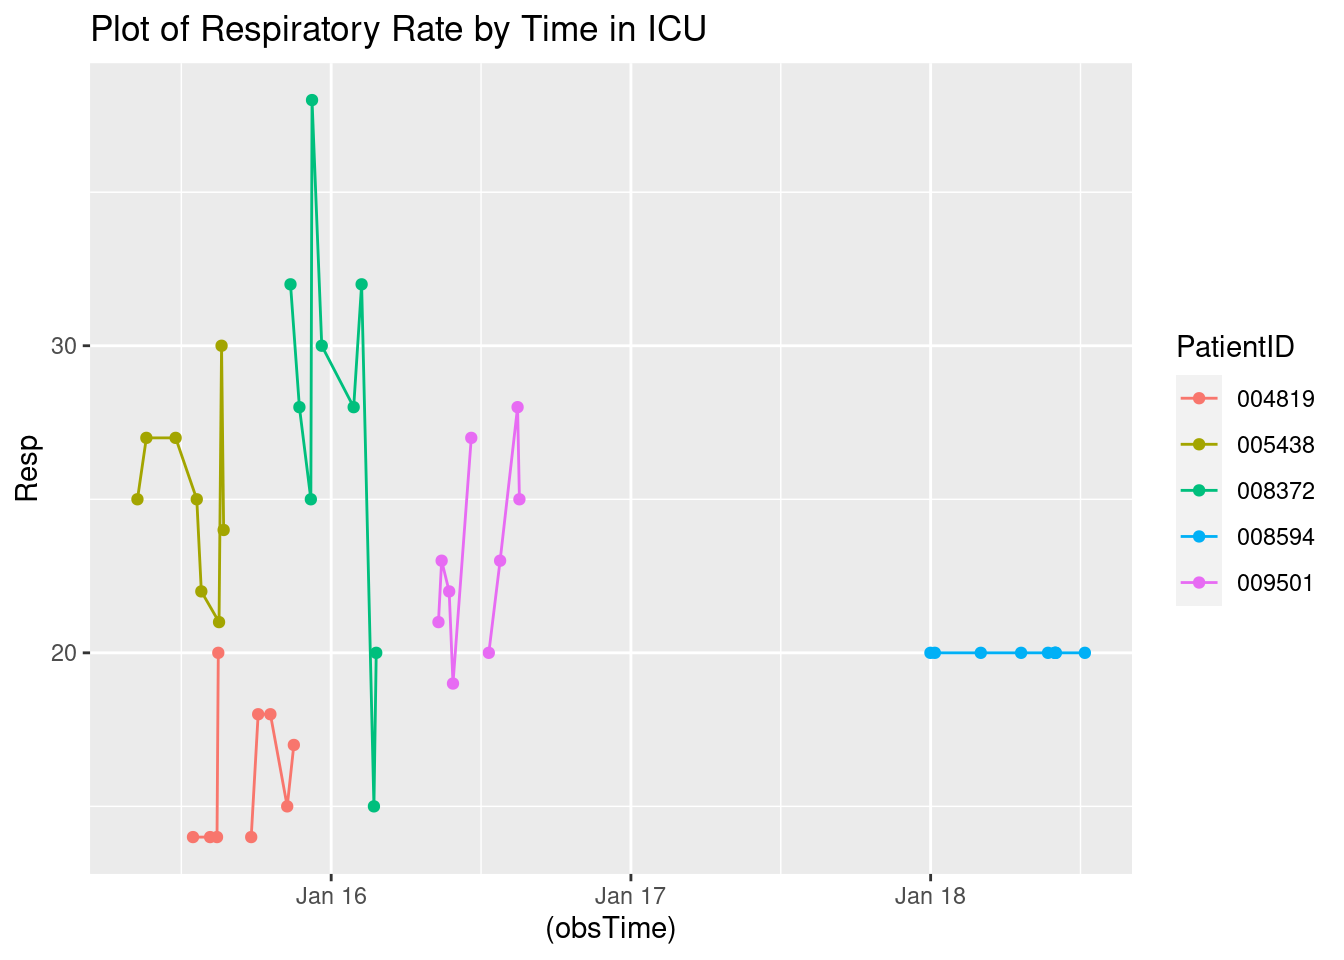 Plot of Respiratory Rate by Time in ICU
Resp
30
20
Jan 16
Jan 17
Jan 18
(obsTime)
PatientID
004819
005438
008372
008594
009501